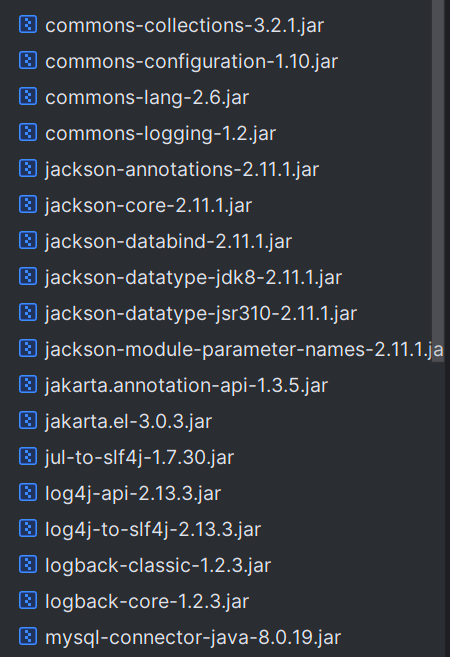 commons-collections-3.2.1.jar
commons-configuration-1.10.jar
commons-lang-2.6.jar
commons-logging-1.2.jar
jackson-annotations-2.11.1.jar
jackson-core-2.11.1.jar
jackson-databind-2.11.1.jar
jackson-datatype-jdk8-2.11.1.jar
jackson-datatype-jsr310-2.11.1.jar
jackson-module-parameter-names-2.11.1.ja
jakarta.annotation-api-1.3.5.jar
jakarta.el-3.0.3.jar
jul-to-slf4j-1.7.30.jar
log4j-api-2.13.3.jar
log4j-to-slf4j-2.13.3.jar
logback-classic-1.2.3.jar
logback-core-1.2.3.jar
mysql-connector-java-8.0.19.jar